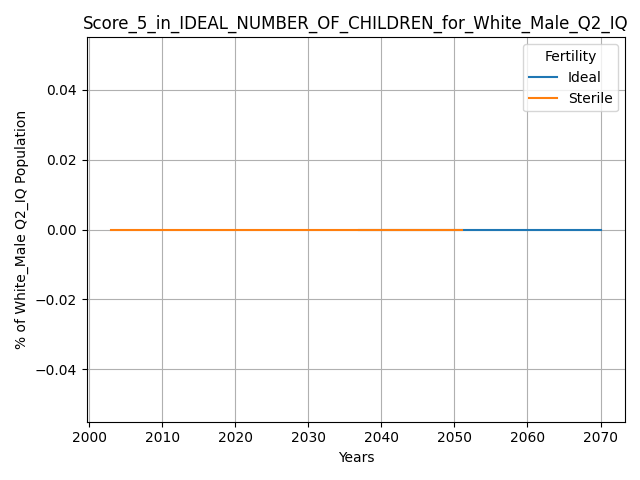 Score_5_in_IDEAL_NUMBER_OF_CHILDREN_for_White_Male_Q2_IQ
Fertility
Ideal
Sterile
% of White_Male Q2_IQ Population
0.04
0.02
0.00
−0.02
−0.04
2000 2010 2020 2030 2040 2050 2060 2070
Years